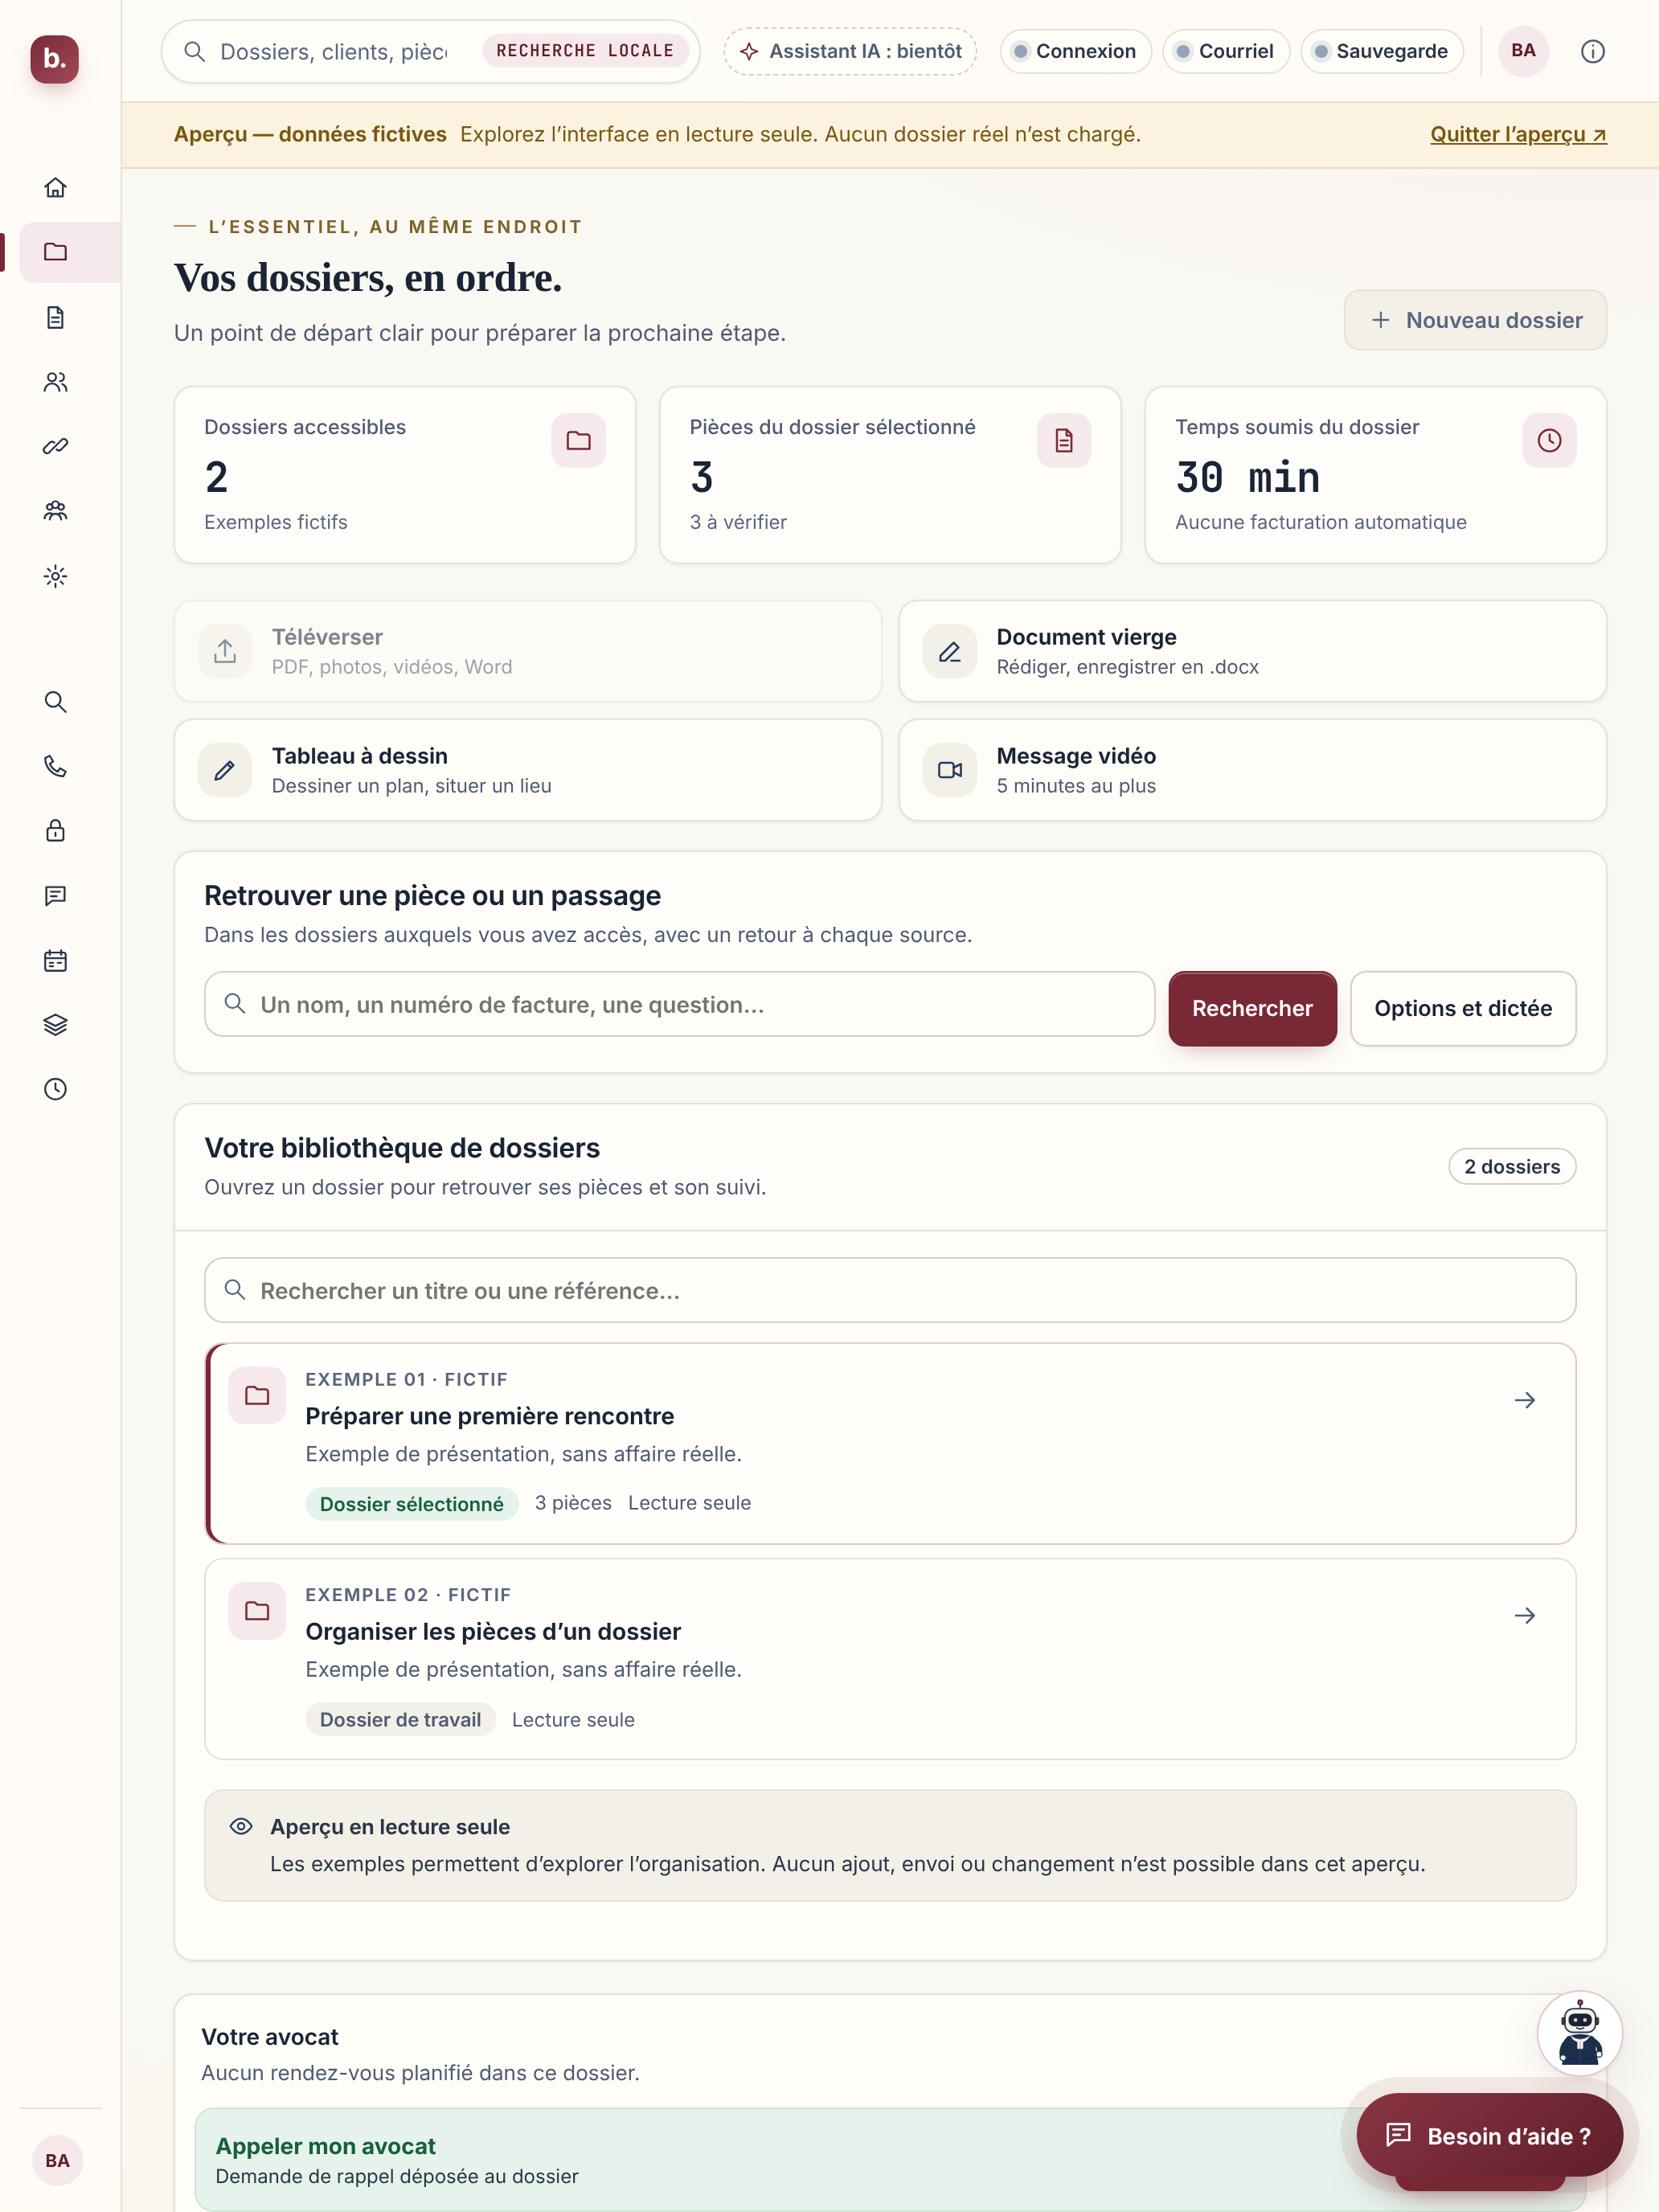 b.
Dossiers, clients, pièc
RECHERCHE LOCALE
Assistant IA : bientôt
Connexion
Courriel
Sauvegarde
BA
Aperçu — données fictives Explorez l’interface en lecture seule. Aucun dossier réel n’est chargé.
Quitter l’aperçu ↗
— L’ESSENTIEL, AU MÊME ENDROIT
Vos dossiers, en ordre.
Un point de départ clair pour préparer la prochaine étape.
+ Nouveau dossier
Dossiers accessibles
2
Exemples fictifs
Pièces du dossier sélectionné
3
3 à vérifier
Temps soumis du dossier
30 min
Aucune facturation automatique
Téléverser
PDF, photos, vidéos, Word
Document vierge
Rédiger, enregistrer en .docx
Tableau à dessin
Dessiner un plan, situer un lieu
Message vidéo
5 minutes au plus
Retrouver une pièce ou un passage
Dans les dossiers auxquels vous avez accès, avec un retour à chaque source.
Un nom, un numéro de facture, une question…
Rechercher
Options et dictée
Votre bibliothèque de dossiers
Ouvrez un dossier pour retrouver ses pièces et son suivi.
2 dossiers
Rechercher un titre ou une référence…
EXEMPLE 01 · FICTIF
Préparer une première rencontre
Exemple de présentation, sans affaire réelle.
Dossier sélectionné 3 pièces Lecture seule
EXEMPLE 02 · FICTIF
Organiser les pièces d’un dossier
Exemple de présentation, sans affaire réelle.
Dossier de travail Lecture seule
Aperçu en lecture seule
Les exemples permettent d’explorer l’organisation. Aucun ajout, envoi ou changement n’est possible dans cet aperçu.
Votre avocat
Aucun rendez-vous planifié dans ce dossier.
Appeler mon avocat
Demande de rappel déposée au dossier
Besoin d’aide ?
BA